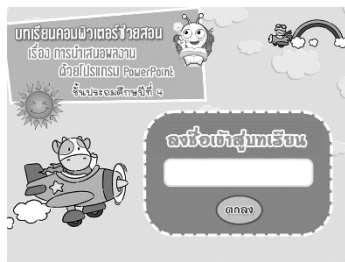 บทเรียนคอมพิวเตอร์ช่วยสอน
เรื่อง การนำเสนอผลงาน
ด้วยโปรแกรม PowerPoint
ชั้นประถมศึกษาปีที่ ๔
ลงชื่อเข้าสู่บทเรียน
ตกลง